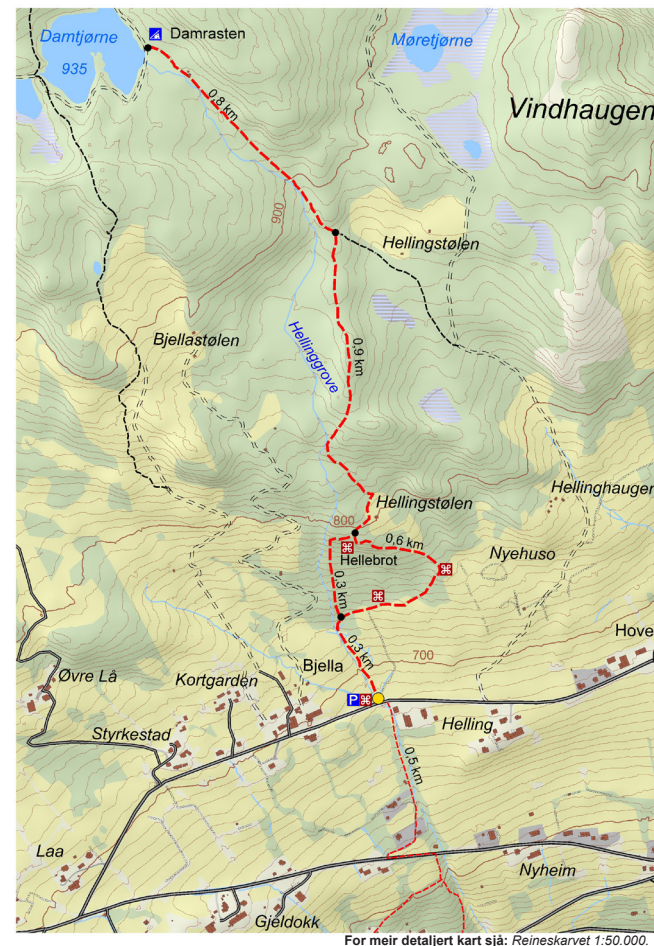 Damtjørne
935
Damrasten
Møretjørne
Vindhaugen
0,8 km
900
Hellingstølen
Hellinggrove
0,9 km
Bjellastølen
Hellingstølen
Hellinghaugen
800
0,6 km
Hellebrot
Nyehuso
0,3 km
Hove
0,3 km
700
Bjella
Øvre Lå
Kortgarden
P
Helling
Styrkestad
0,5 km
Laa
Nyheim
Gjeldokk
For meir detaljert kart sjå: Reineskarvet 1:50.000.